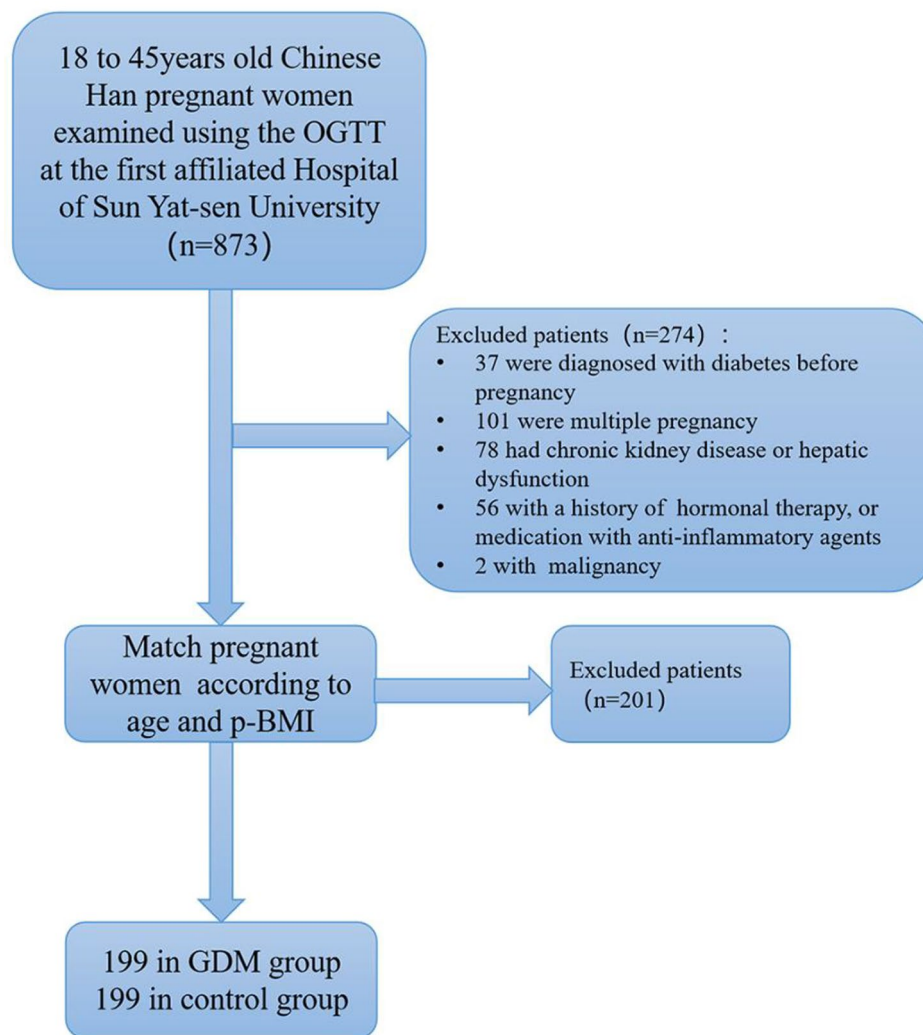 18 to 45years old Chinese
Han pregnant women
examined using the OGTT
at the first affiliated Hospital
of Sun Yat-sen University
(n=873)
Excluded patients (n=274) :
• 37 were diagnosed with diabetes before
pregnancy
• 101 were multiple pregnancy
• 78 had chronic kidney disease or hepatic
dysfunction
• 56 with a history of hormonal therapy, or
medication with anti-inflammatory agents
• 2 with malignancy
Match pregnant
women according to
age and p-BMI
Excluded patients
(n=201)
199 in GDM group
199 in control group